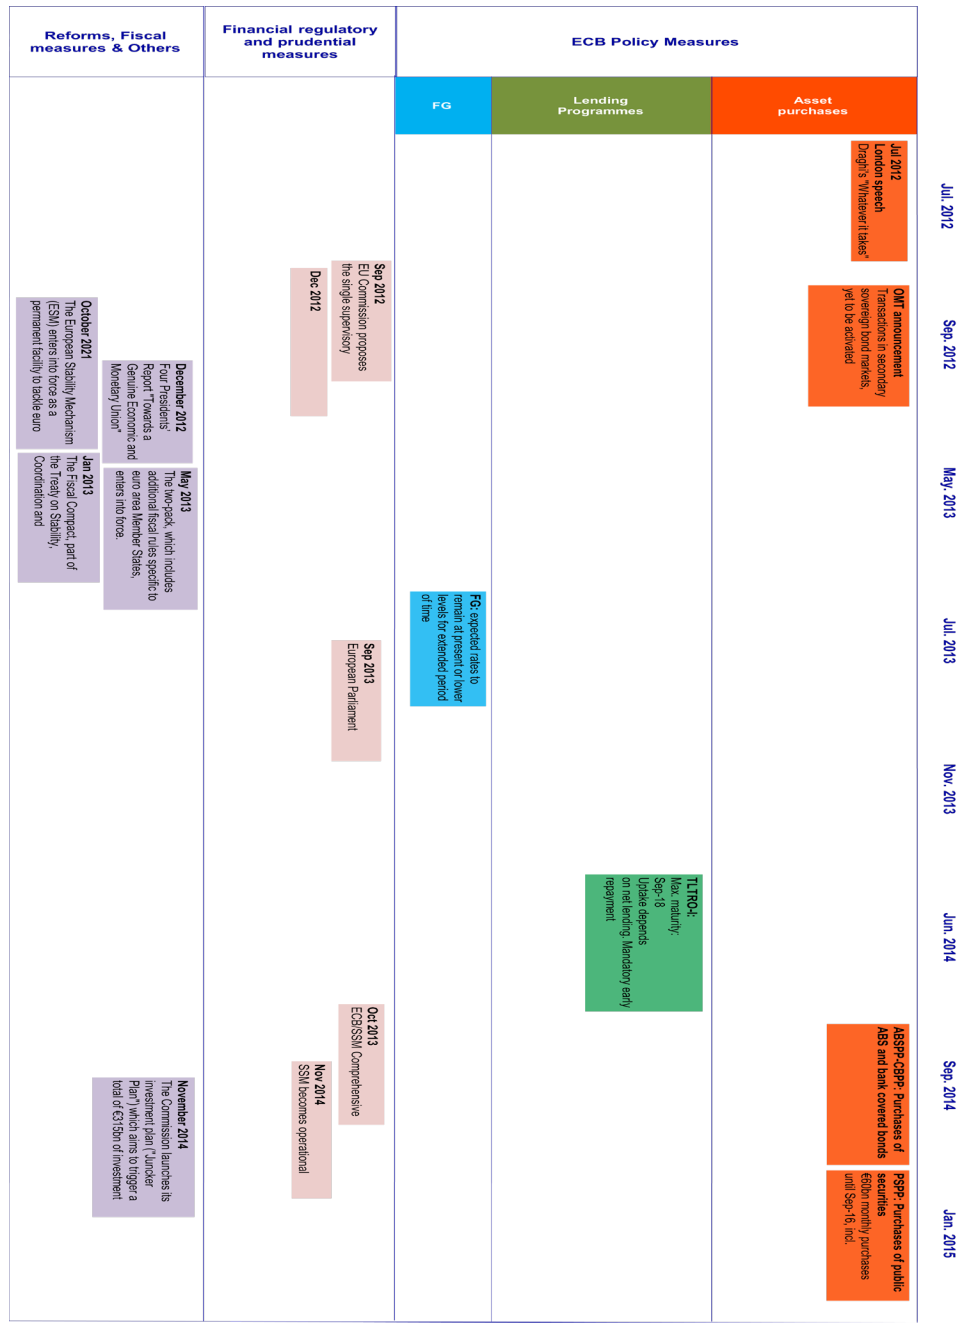 Reforms, Fiscal
measures & Others
Financial regulatory
and prudential
measures
ECB Policy Measures
FG
Lending
Programmes
Asset
purchases
Jul 2012
London speech
Draghi's "Whatever it takes"
OMT announcement
Transactions in secondary
sovereign bond markets,
yet to be activated
ABSPP-CBPP: Purchases of
ABS and bank covered bonds
PSPP: Purchases of public
securities
€60bn monthly purchases
until Sep-16, incl.
TLTRO-I:
Max. maturity:
Sep-18
Uptake depends
on net lending. Mandatory early
repayment
FG: expected rates to
remain at present or lower
levels for extended period
of time
Sep 2012
EU Commission proposes
the single supervisory
Dec 2012
Sep 2013
European Parliament
Oct 2013
ECB/SSM Comprehensive
Nov 2014
SSM becomes operational
October 2021
The European Stability Mechanism
(ESM) enters into force as a
permanent facility to tackle euro
December 2012
Four Presidents'
Report "Towards a
Genuine Economic and
Monetary Union"
Jan 2013
The Fiscal Compact, part of
the Treaty on Stability,
Coordination and
May 2013
The two-pack, which includes
additional fiscal rules specific to
euro area Member States,
enters into force.
November 2014
The Commission launches its
investment plan ("Juncker
Plan") which aims to trigger a
total of €315bn of investment
Jul. 2012
Sep. 2012
May. 2013
Jul. 2013
Nov. 2013
Jun. 2014
Sep. 2014
Jan. 2015